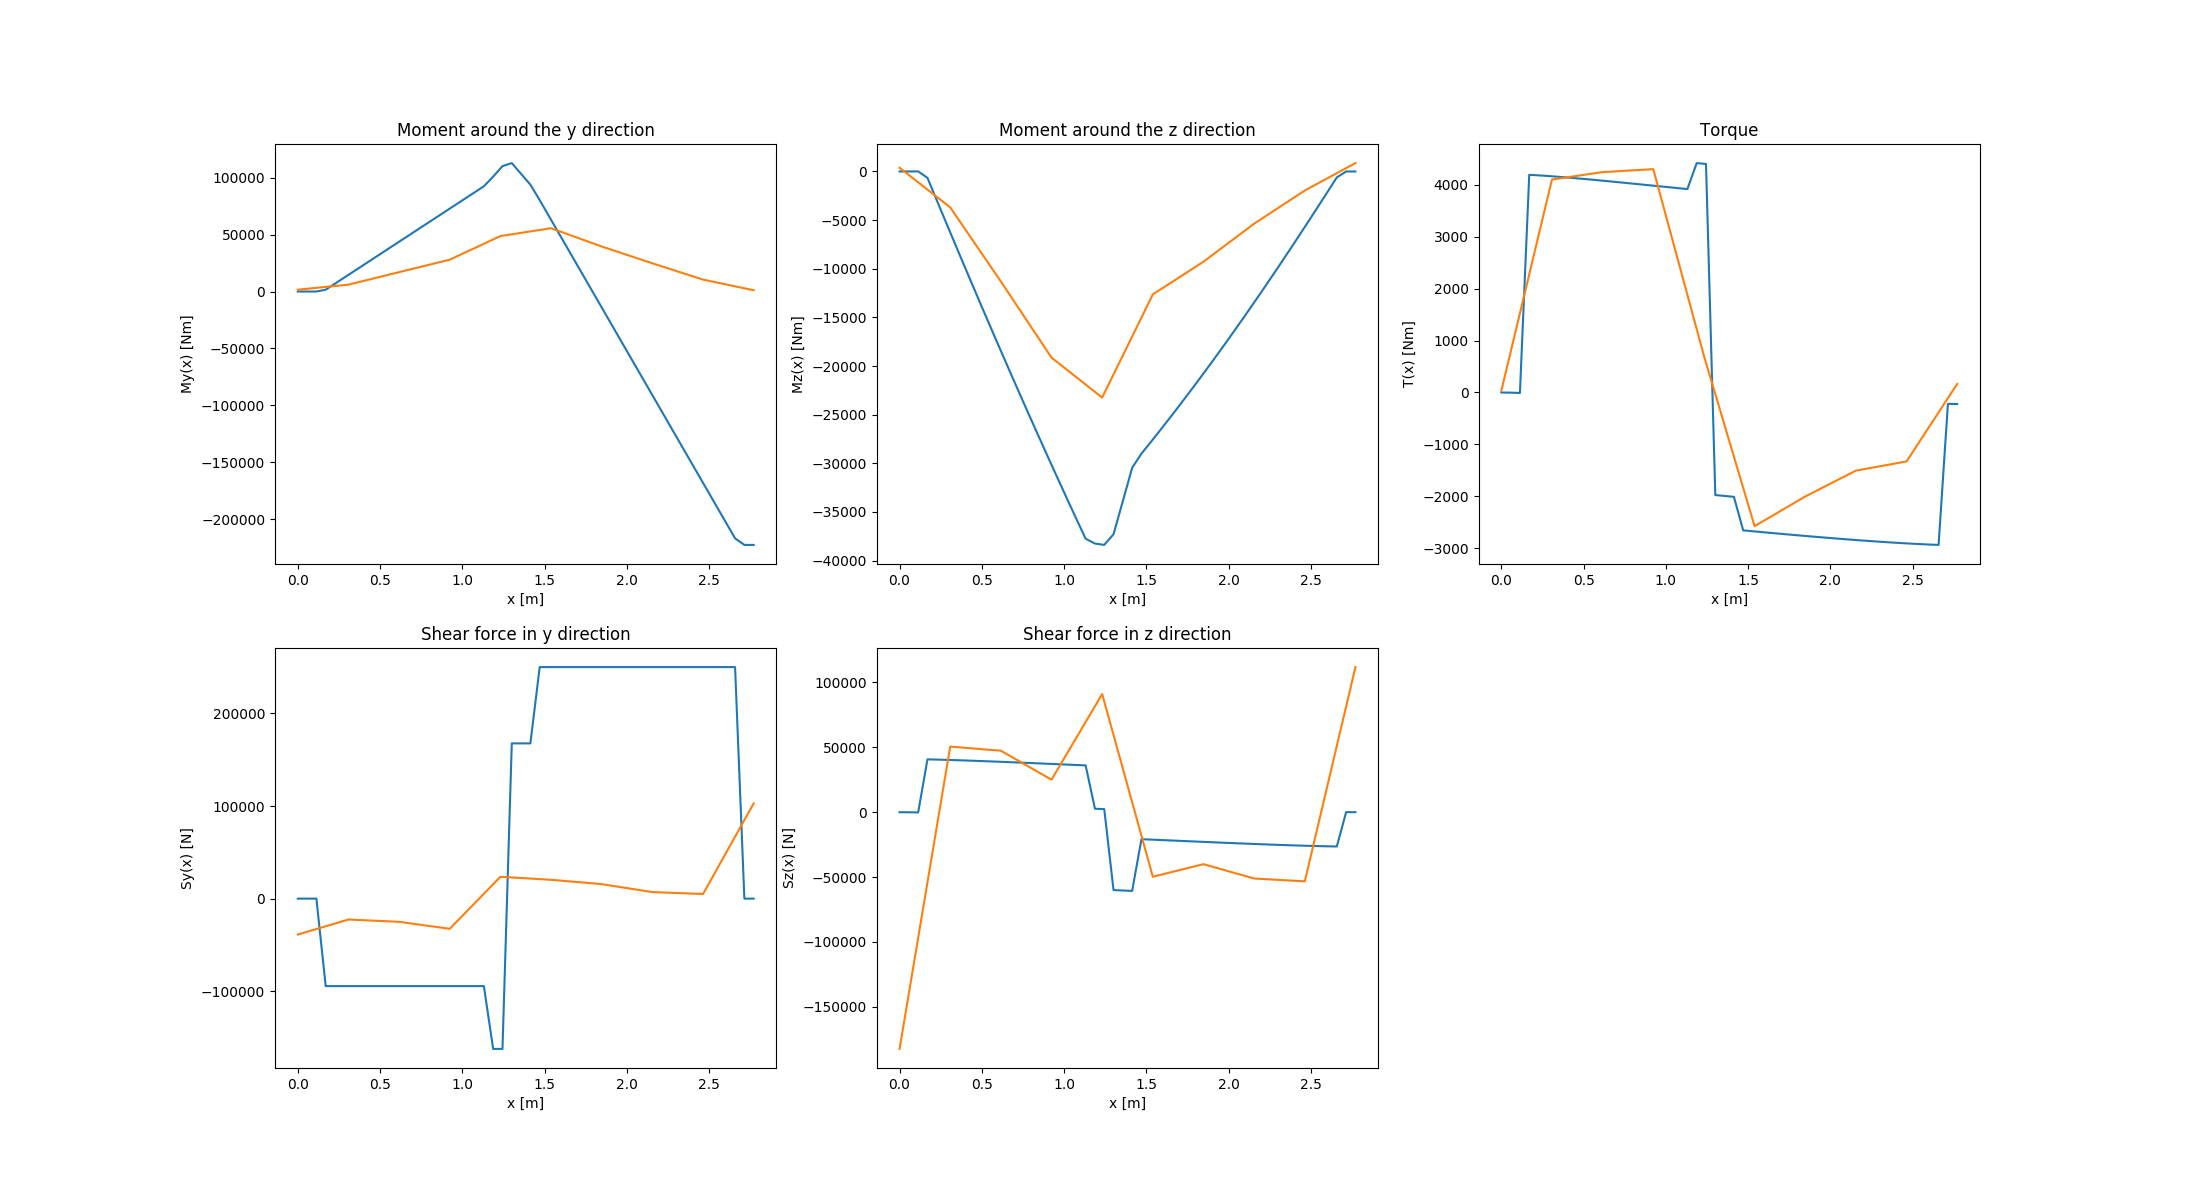 Moment around the y direction
My(x) [Nm]
100000
50000
0
−50000
−100000
−150000
−200000
0.0 0.5 1.0 1.5 2.0 2.5
x [m]
Moment around the z direction
Mz(x) [Nm]
0
−5000
−10000
−15000
−20000
−25000
−30000
−35000
−40000
0.0 0.5 1.0 1.5 2.0 2.5
x [m]
Torque
T(x) [Nm]
4000
3000
2000
1000
0
−1000
−2000
−3000
0.0 0.5 1.0 1.5 2.0 2.5
x [m]
Shear force in y direction
Sy(x) [N]
200000
100000
0
−100000
0.0 0.5 1.0 1.5 2.0 2.5
x [m]
Shear force in z direction
Sz(x) [N]
100000
50000
0
−50000
−100000
−150000
0.0 0.5 1.0 1.5 2.0 2.5
x [m]